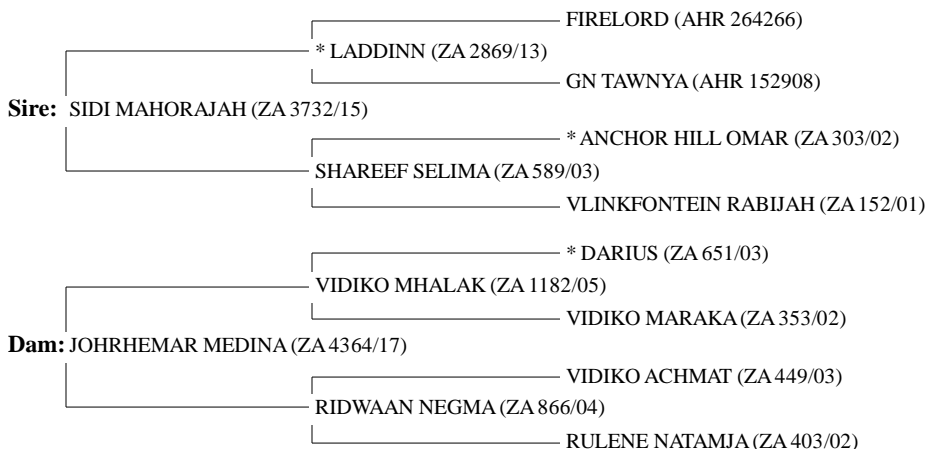 FIRELORD (AHR 264266)
* LADDINN (ZA 2869/13)
GN TAWNYA (AHR 152908)
Sire: SIDI MAHORAJAH (ZA 3732/15)
* ANCHOR HILL OMAR (ZA 303/02)
SHAREEF SELIMA (ZA 589/03)
VLINKFONTEIN RABIJAH (ZA 152/01)
* DARIUS (ZA 651/03)
VIDIKO MHALAK (ZA 1182/05)
VIDIKO MARAKA (ZA 353/02)
Dam: JOHRHEMAR MEDINA (ZA 4364/17)
VIDIKO ACHMAT (ZA 449/03)
RIDWAAN NEGMA (ZA 866/04)
RULENE NATAMJA (ZA 403/02)